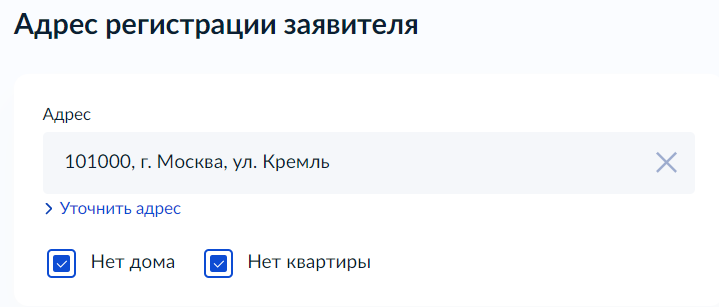 Адрес регистрации заявителя
Адрес
101000, г. Москва, ул. Кремль
Уточнить адрес
Нет дома Нет квартиры